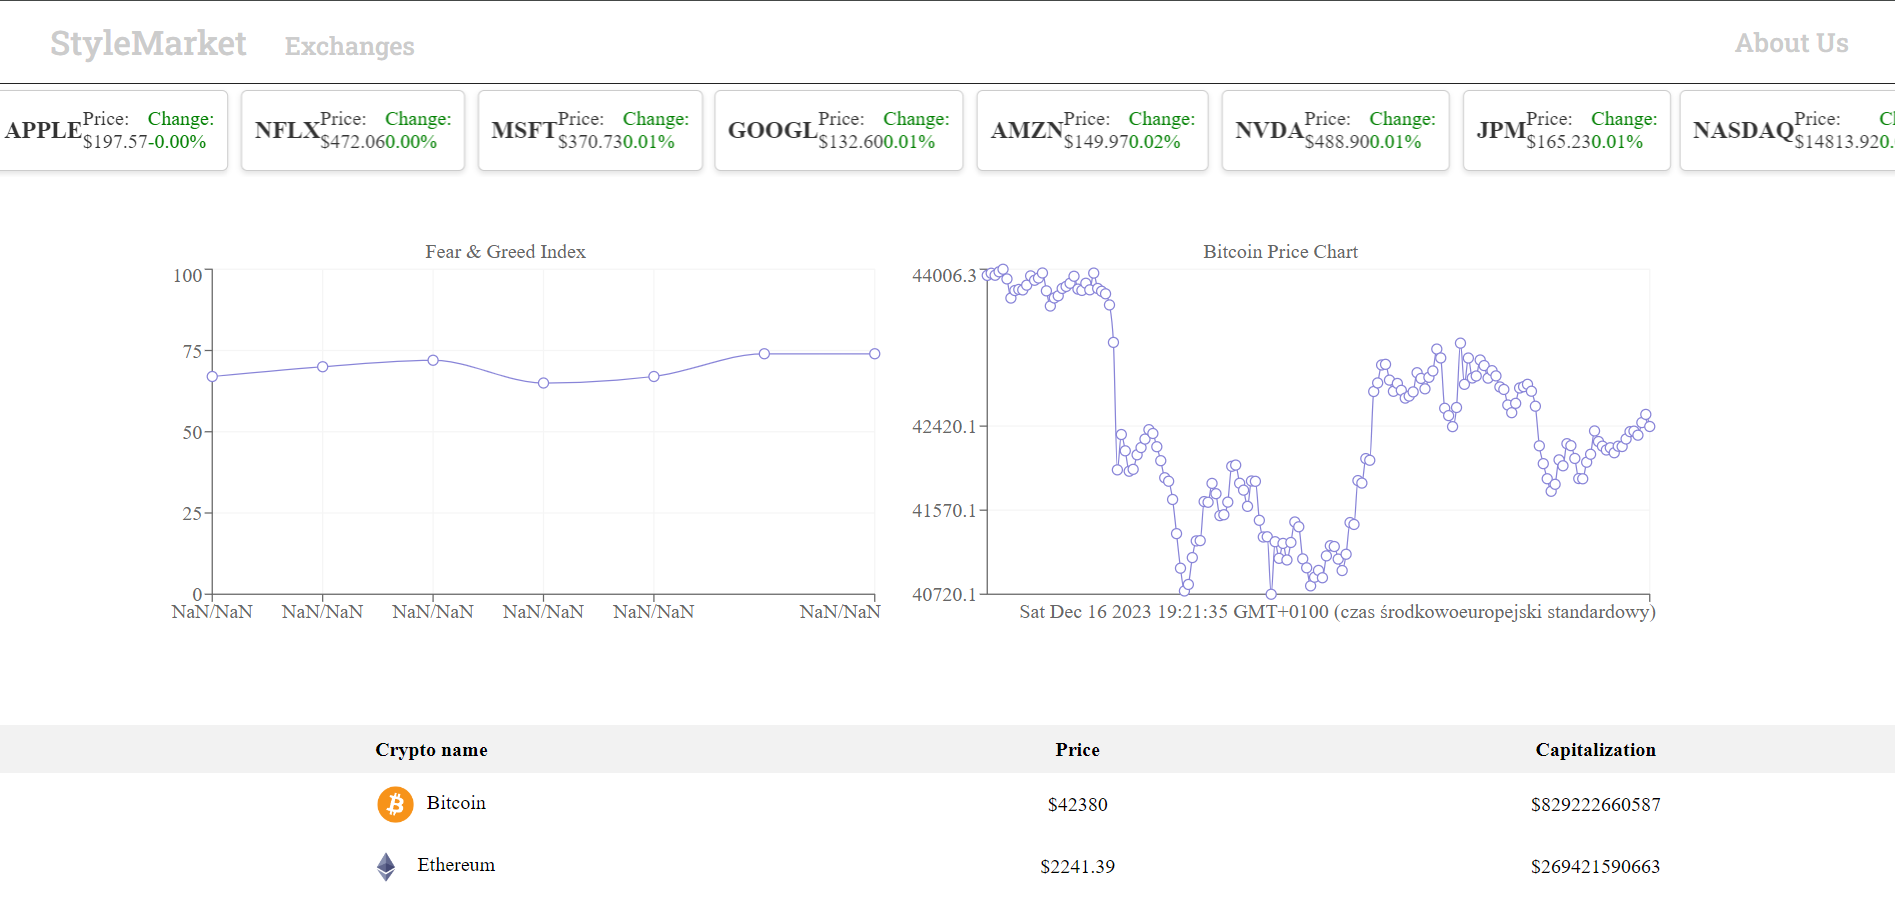 StyleMarket Exchanges About Us
APPLE Price: $197.57 Change: -0.00%
NFLX Price: $472.06 Change: 0.00%
MSFT Price: $370.73 Change: 0.01%
GOOGL Price: $132.60 Change: 0.01%
AMZN Price: $149.97 Change: 0.02%
NVDA Price: $488.90 Change: 0.01%
JPM Price: $165.23 Change: 0.01%
NASDAQ Price: $14813.92
Fear & Greed Index
100
75
50
25
0
NaN/NaN NaN/NaN NaN/NaN NaN/NaN NaN/NaN NaN/NaN
Bitcoin Price Chart
44006.3
42420.1
41570.1
40720.1
Sat Dec 16 2023 19:21:35 GMT+0100 (czas środkowoeuropejski standardowy)
Crypto name Price Capitalization
Bitcoin $42380 $829222660587
Ethereum $2241.39 $269421590663